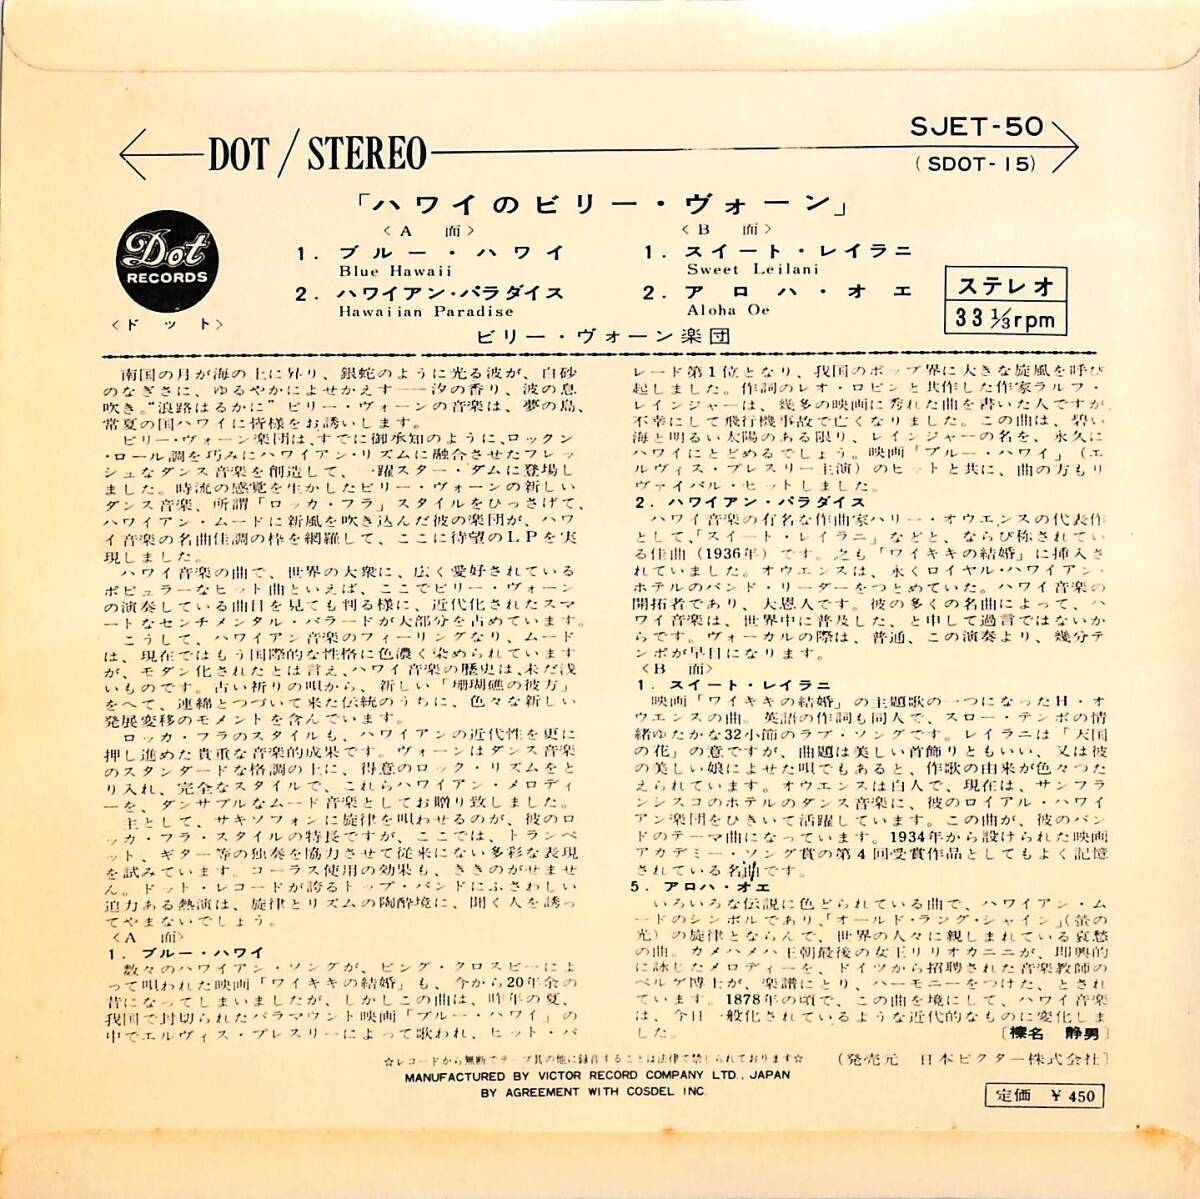 DOT / STEREO
SJET-50
(SDOT-15)
「ハワイのビリー・ヴォーン」
Dot
RECORDS
<ドット>
<A 面>
1. ブルー・ハワイ
Blue Hawaii
2. ハワイアン・パラダイス
Hawaiian Paradise
<B 面>
1. スイート・レイラニ
Sweet Leilani
2. アロハ・オエ
Aloha Oe
ステレオ
33 1/3 rpm
ビリー・ヴォーン楽団
南国の月が海の上に昇り、銀蛇のように光る波が、白砂
のなぎさに、ゆるやかによせかえす——汐の香り、波の息
吹き。“浪路はるかに”ビリー・ヴォーンの音楽は、夢の島、
常夏の国ハワイに皆様をお誘いします。
ビリー・ヴォーン楽団は、すでに御承知のように、ロックン
・ロール調を巧みにハワイアン・リズムに融合させたフレッ
シュなダンス音楽を創造して、一躍スター・ダムに登場し
ました。時流の感覚を生かしたビリー・ヴォーンの新しい
ダンス音楽、所謂「ロッカ・フラ」スタイルをひっさげて、
ハワイアン・ムードに新風を吹き込んだ彼の楽団が、ハワ
イ音楽の名曲佳調の枠を網羅して、ここに待望のLPを実
現しました。
ハワイ音楽の曲で、世界の大衆に、広く愛好されている
ポピュラーなヒット曲といえば、ここでビリー・ヴォーン
の演奏している曲目を見ても判る様に、近代化されたスマ
ートなセンチメンタル・バラードが大部分を占めています。
こうして、ハワイアン音楽のフィーリングなり、ムード
は、現在ではもう国際的な性格に色濃く染められています
が、モダン化されたとは言え、ハワイ音楽の歴史は、未だ浅
いものです。古い祈りの唄から、新しい「珊瑚礁の彼方」
をへて、連綿とつづいて来た伝統のうちに、色々な新しい
発展変移のモメントを含んでいます。
ロッカ・フラのスタイルも、ハワイアンの近代性を更に
押し進めた貴重な音楽的成果です。ヴォーンはダンス音楽
のスタンダードな格調の上に、得意のロック・リズムをと
り入れ、完全なスタイルで、これらハワイアン・メロディ
ーを、ダンサブルなムード音楽としてお贈り致しました。
主として、サキソフォンに旋律を唄わせるのが、彼のロ
ッカ・フラ・スタイルの特長ですが、ここでは、トランペ
ット、ギター等の独奏を協力させて従来にない多彩な表現
を試みています。コーラス使用の効果も、ききのがせませ
ん。ドット・レコードが誇るトップ・バンドにふさわしい
迫力ある熱演は、旋律とリズムの陶酔境に、聞く人を誘っ
てやまないでしょう。
<A 面>
1. ブルー・ハワイ
数々のハワイアン・ソングが、ビング・クロスビーによ
って唄われた映画「ワイキキの結婚」も、今から20年余の
昔になってしまいましたが、しかしこの曲は、昨年の夏、
我国で封切られたパラマウント映画「ブルー・ハワイ」の
中でエルヴィス・プレスリーによって歌われ、ヒット・パ
レード第1位となり、我国のポップ界に大きな旋風を呼び
起しました。作詞のレオ・ロビンと共作した作家ラルフ・
レインジャーは、幾多の映画に秀れた曲を書いた人ですが、
不幸にして飛行機事故で亡くなりました。この曲は、碧い
海と明るい太陽のある限り、レインジャーの名を、永久に
ハワイにとどめるでしょう。映画「ブルー・ハワイ」(エ
ルヴィス・プレスリー主演)のヒットと共に、曲の方もリ
ヴァイバル・ヒットしました。
2. ハワイアン・パラダイス
ハワイ音楽の有名な作曲家ハリー・オウエンスの代表作
として、「スイート・レイラニ」などと、ならび称されてい
る佳曲(1936年)です。之も「ワイキキの結婚」に挿入さ
れていました。オウエンスは、永くロイヤル・ハワイアン・
ホテルのバンド・リーダーをつとめていた。ハワイ音楽の
開拓者であり、大恩人です。彼の多くの名曲によって、ハ
ワイ音楽は、世界中に普及した、と申して過言ではないか
らです。ヴォーカルの際は、普通、この演奏より、幾分テ
ンポが早目になります。
<B 面>
1. スイート・レイラニ
映画「ワイキキの結婚」の主題歌の一つになったH・オ
ウエンスの曲。英語の作詞も同人で、スロー・テンポの情
緒ゆたかな32小節のラブ・ソングです。レイラニは「天国
の花」の意ですが、曲題は美しい首飾りともいい、又は彼
の美しい娘によせた唄でもあると、作歌の由来が色々つた
えられています。オウエンスは白人で、現在は、サンフラ
ンシスコのホテルのダンス音楽に、彼のロイアル・ハワイ
アン楽団をひきいて活躍しています。この曲が、彼のバン
ドのテーマ曲になっています。1934年から設けられた映画
アカデミー・ソング賞の第4回受賞作品としてもよく記憶
されている名曲です。
5. アロハ・オエ
いろいろな伝説に色どられている曲で、ハワイアン・ム
ードのシンボルであり、「オールド・ラング・シャイン」(螢の
光)の旋律とならんで、世界の人々に親しまれている哀愁
の曲。カメハメハ王朝最後の女王リリオカニニが、即興的
に詠じたメロディーを、ドイツから招聘された音楽教師の
ベルゲ博士が、楽譜にとり、ハーモニーをつけた、とされ
ています。1878年の頃で、この曲を境にして、ハワイ音楽
は、今日一般化されているような近代的なものに変化しま
した。 〔榛名 静男〕
☆レコードから無断でテープ其の他に録音することは法律で禁じられております☆
(発売元 日本ビクター株式会社)
MANUFACTURED BY VICTOR RECORD COMPANY LTD., JAPAN
BY AGREEMENT WITH COSDEL INC.
定価 ¥ 450